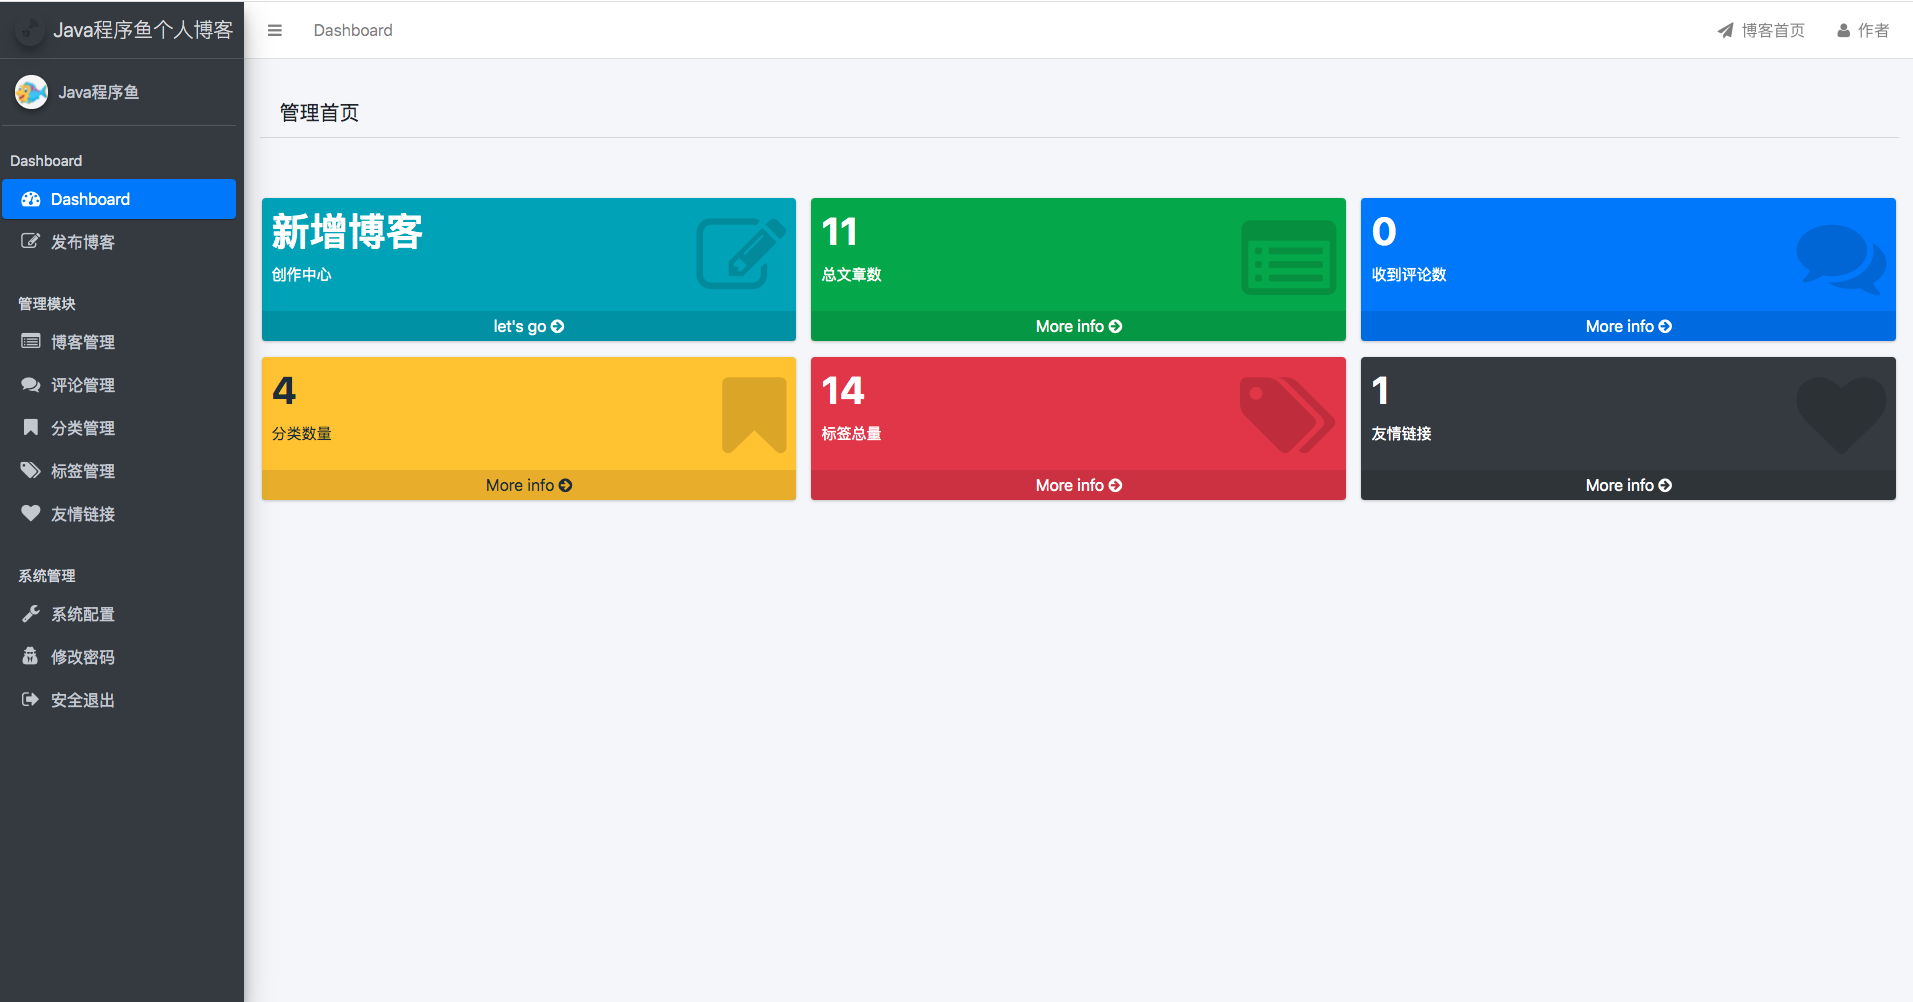 Java程序鱼个人博客
Dashboard
博客首页
作者
Java程序鱼
Dashboard
Dashboard
发布博客
管理模块
博客管理
评论管理
分类管理
标签管理
友情链接
系统管理
系统配置
修改密码
安全退出
管理首页
新增博客
创作中心
let's go
11
总文章数
More info
0
收到评论数
More info
4
分类数量
More info
14
标签总量
More info
1
友情链接
More info